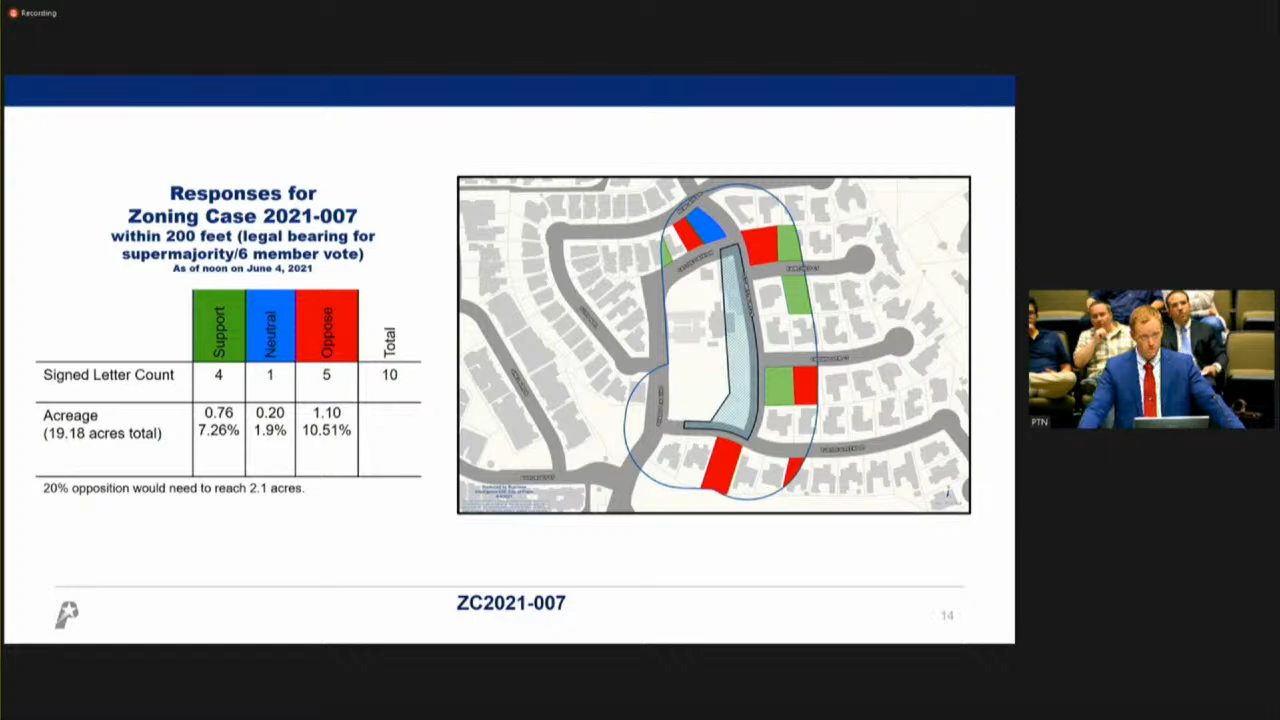 Recording
Responses for
Zoning Case 2021-007
within 200 feet (legal bearing for
supermajority/6 member vote)
As of noon on June 4, 2021
Support
Neutral
Oppose
Total
Signed Letter Count 4 1 5 10
Acreage 0.76 0.20 1.10
(19.18 acres total) 7.26% 1.9% 10.51%
20% opposition would need to reach 2.1 acres.
ZC2021-007
14
PTN